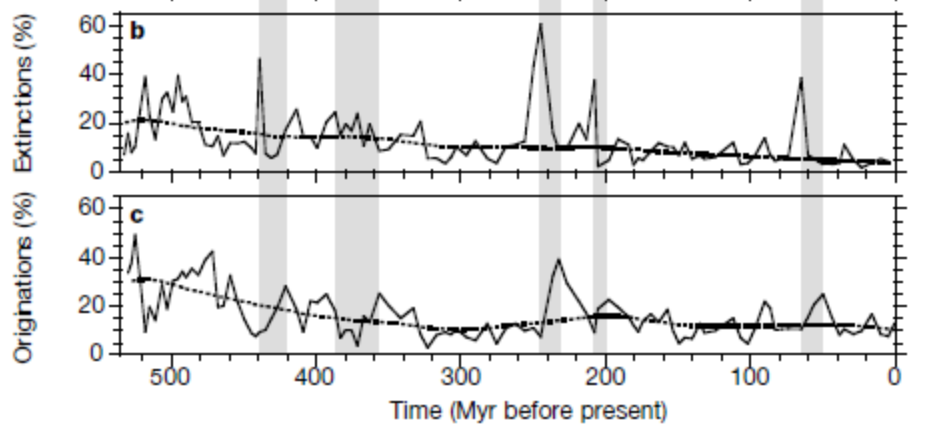 b
Extinctions (%)
60
40
20
0
c
Originations (%)
60
40
20
0
500 400 300 200 100 0
Time (Myr before present)